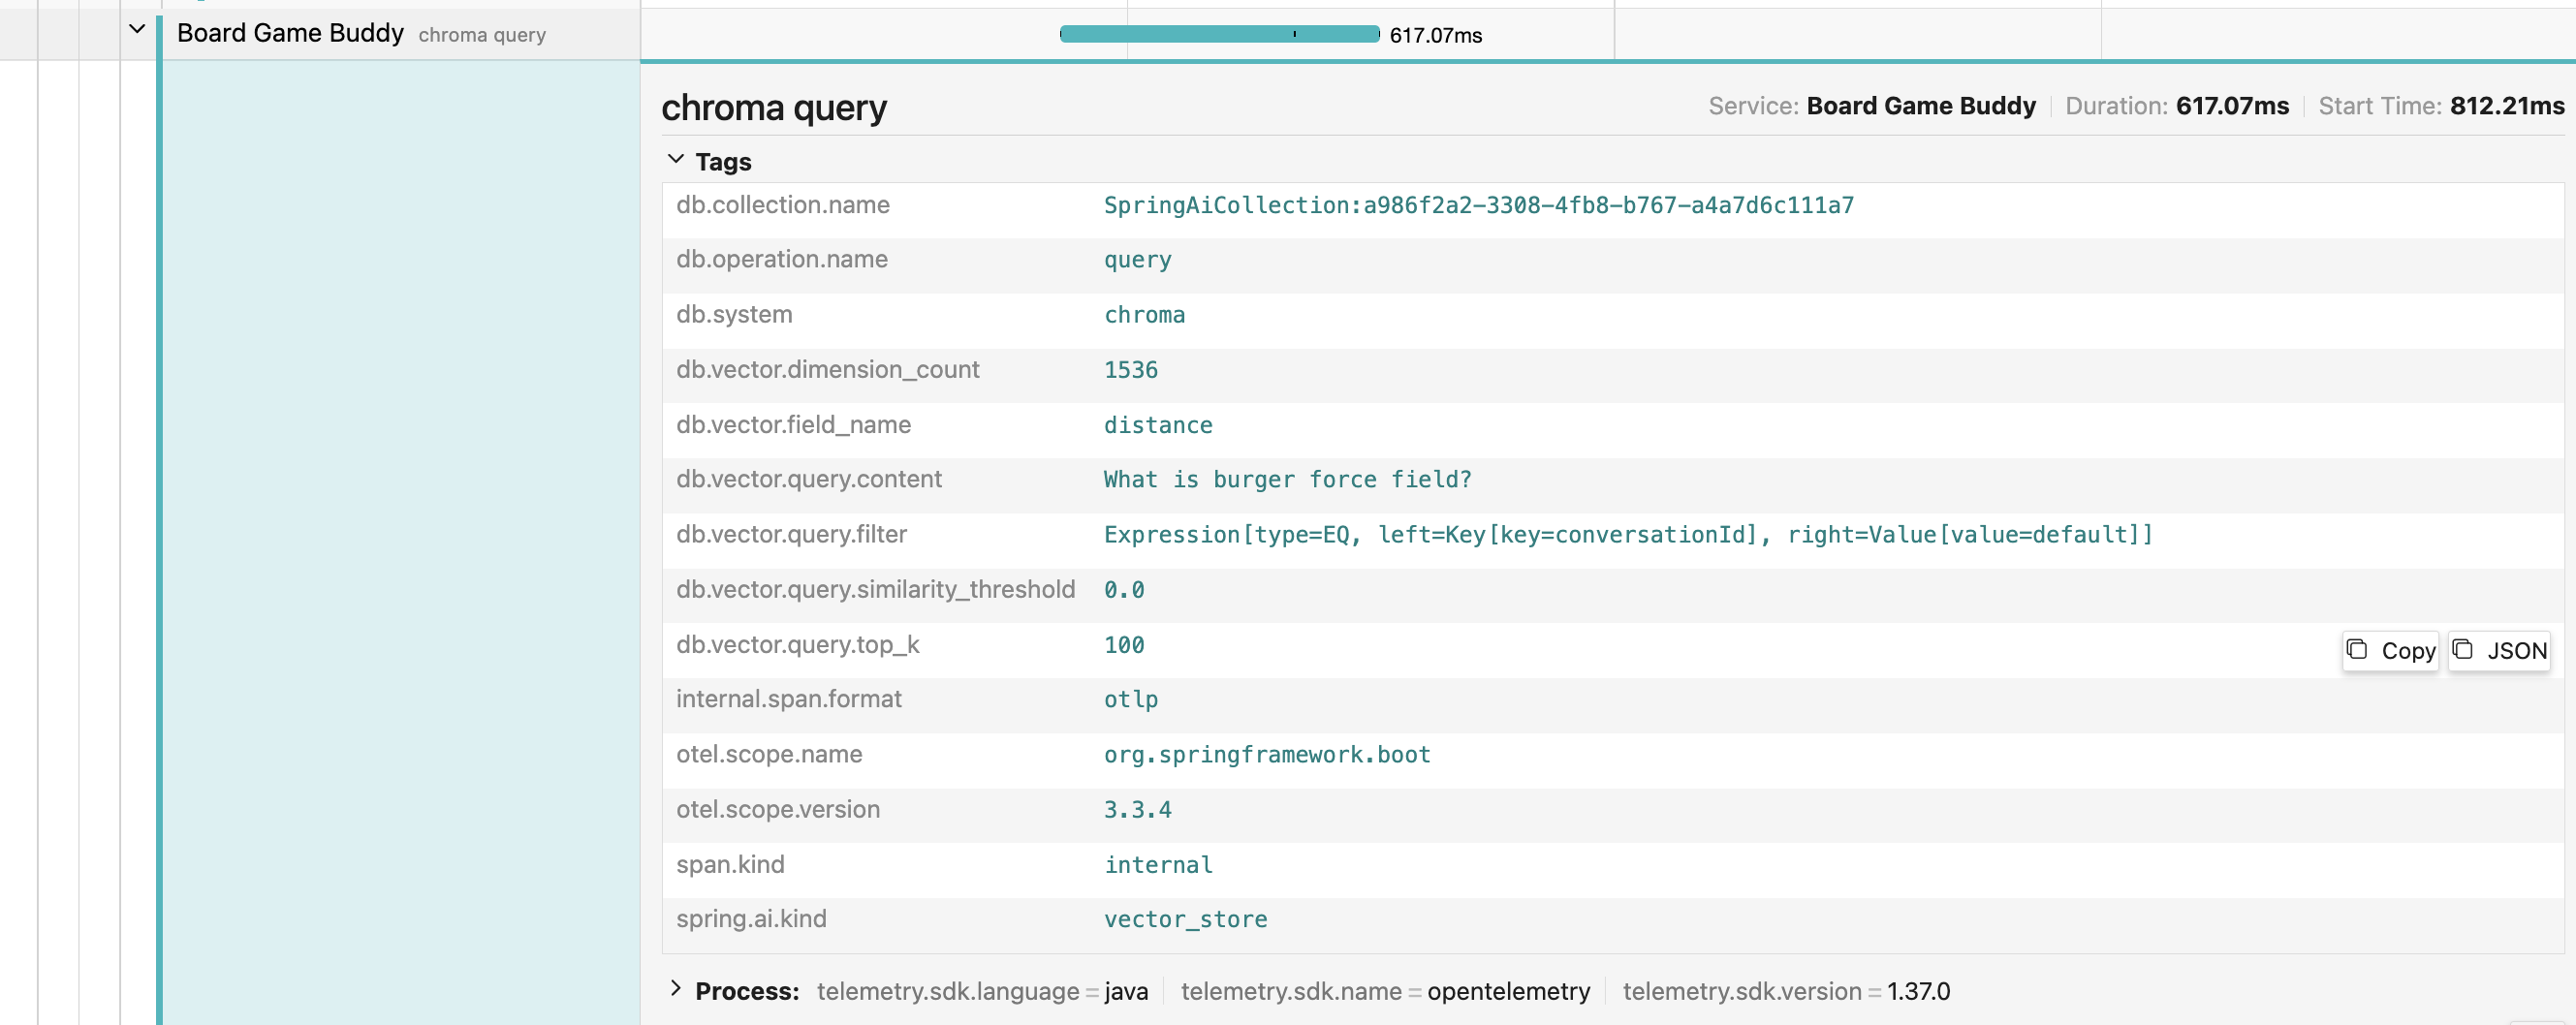 Board Game Buddy chroma query 617.07ms
chroma query Service: Board Game Buddy Duration: 617.07ms Start Time: 812.21ms
Tags
db.collection.name SpringAiCollection:a986f2a2-3308-4fb8-b767-a4a7d6c111a7
db.operation.name query
db.system chroma
db.vector.dimension_count 1536
db.vector.field_name distance
db.vector.query.content What is burger force field?
db.vector.query.filter Expression[type=EQ, left=Key[key=conversationId], right=Value[value=default]]
db.vector.query.similarity_threshold 0.0
db.vector.query.top_k 100 Copy JSON
internal.span.format otlp
otel.scope.name org.springframework.boot
otel.scope.version 3.3.4
span.kind internal
spring.ai.kind vector_store
Process: telemetry.sdk.language = java telemetry.sdk.name = opentelemetry telemetry.sdk.version = 1.37.0